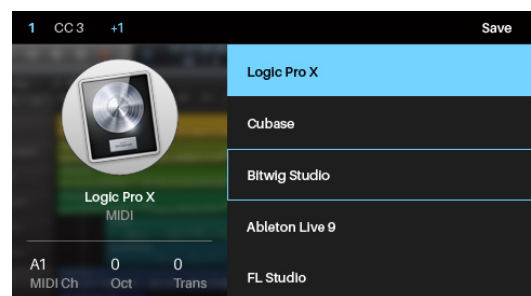 1 CC 3 +1 Save
Logic Pro X
Cubase
Bitwig Studio
Ableton Live 9
FL Studio
Logic Pro X
MIDI
A1 0 0
MIDI Ch Oct Trans